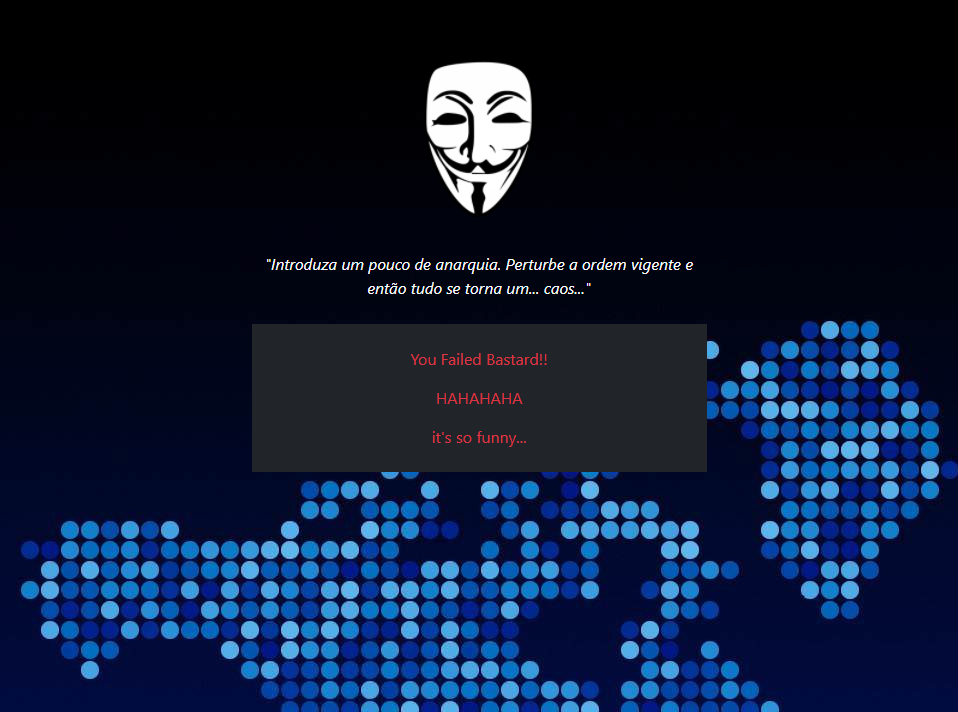 "Introduza um pouco de anarquia. Perturbe a ordem vigente e
então tudo se torna um... caos..."
You Failed Bastard!!
HAHAHAHA
it's so funny...